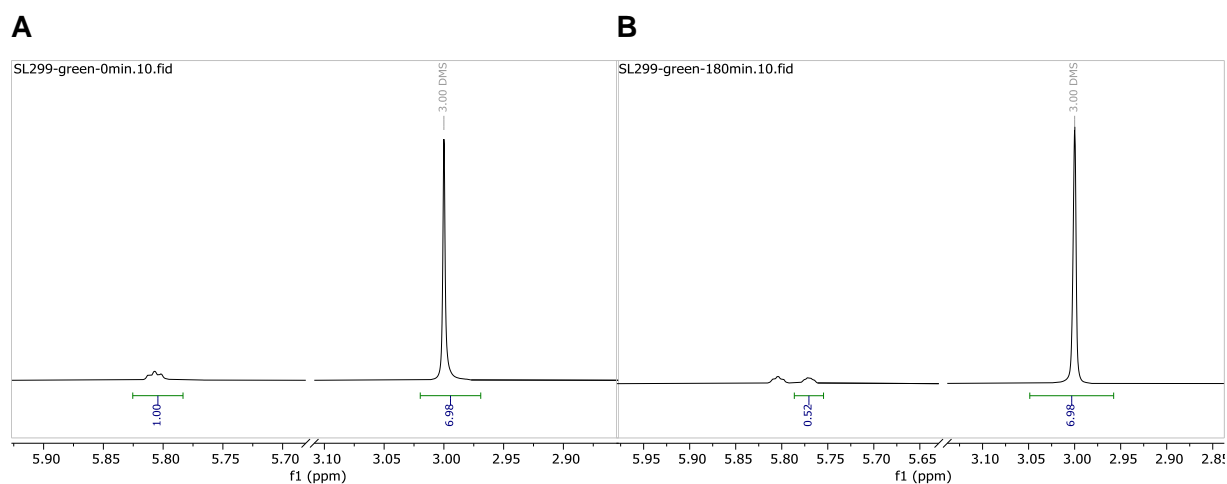 A
B
SL299-green-0min.10.fid
3.00 DMS
1.00
6.98
5.90 5.85 5.80 5.75 5.70 3.10 3.05 3.00 2.95 2.90
f1 (ppm)
SL299-green-180min.10.fid
3.00 DMS
0.52
6.98
5.95 5.90 5.85 5.80 5.75 5.70 5.65 3.10 3.05 3.00 2.95 2.90 2.85
f1 (ppm)